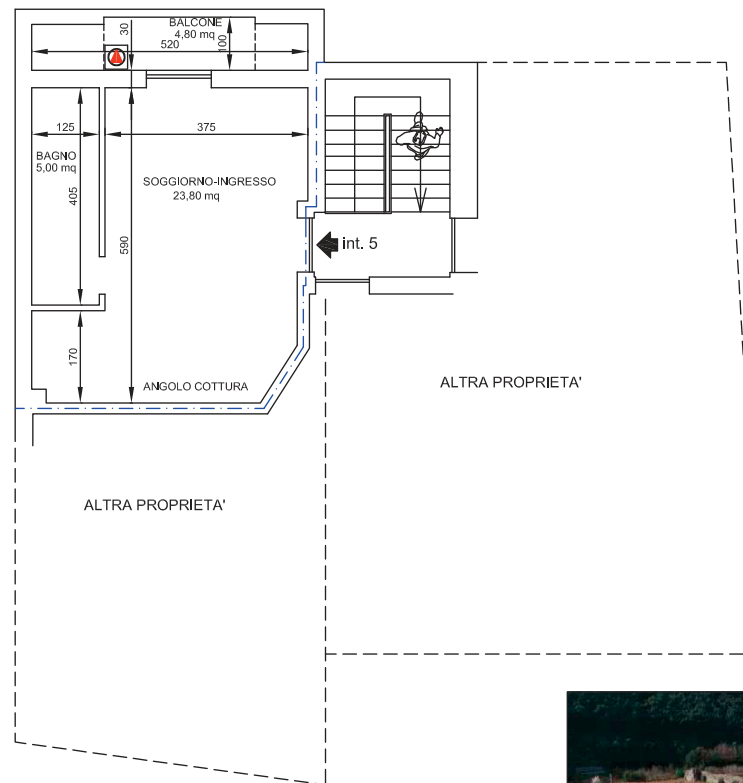 BALCONE
4,80 mq
30
520
100
125
375
BAGNO
5,00 mq
405
SOGGIORNO-INGRESSO
23,80 mq
590
int. 5
170
ANGOLO COTTURA
ALTRA PROPRIETA'
ALTRA PROPRIETA'